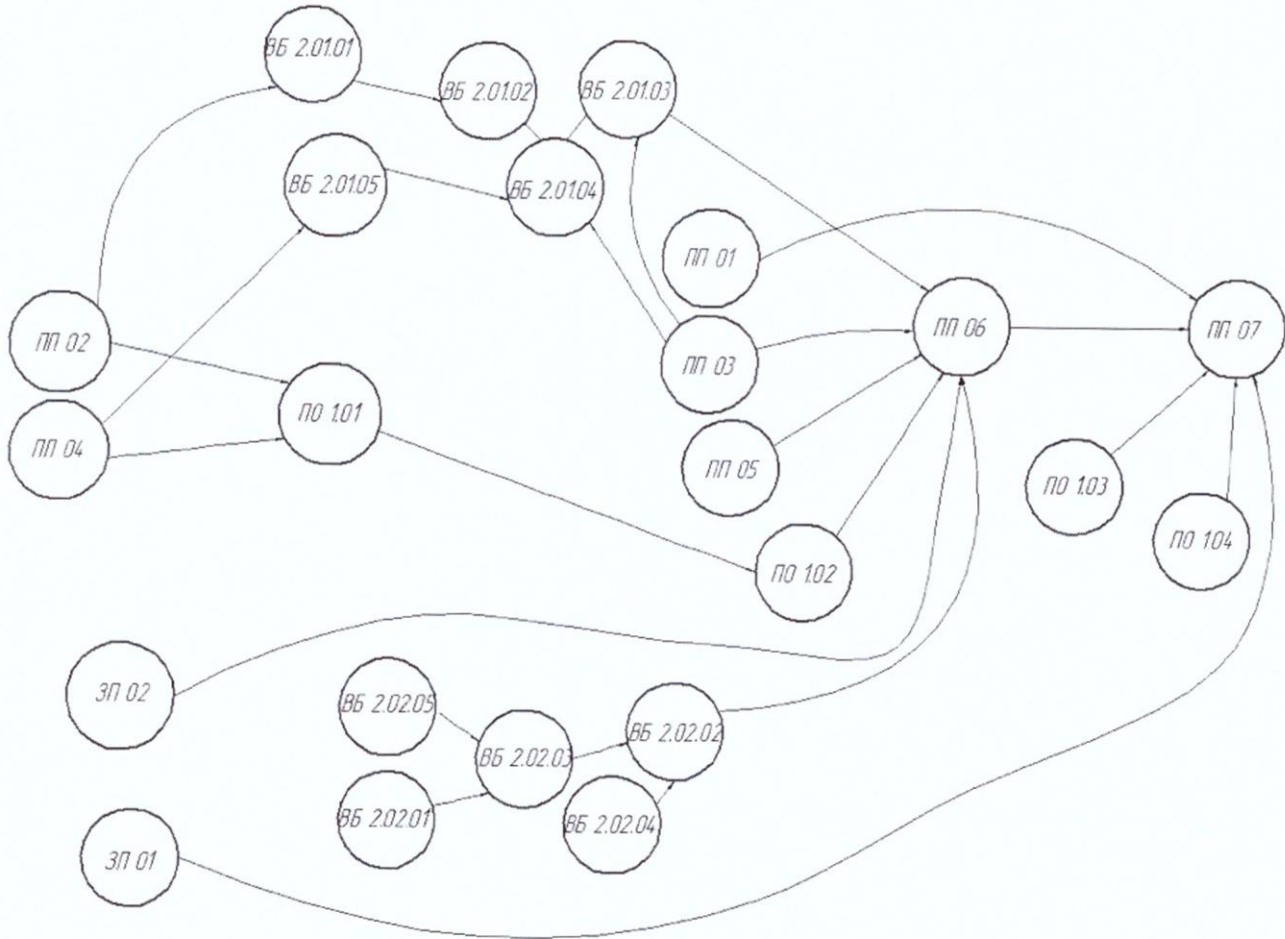 ВБ 2.01.01
ВБ 2.01.02
ВБ 2.01.03
ВБ 2.01.05
ВБ 2.01.04
ПП 01
ПП 02
ПП 03
ПП 06
ПП 07
ПП 04
ПО 1.01
ПП 05
ПО 1.03
ПО 1.04
ПО 1.02
ЗП 02
ВБ 2.02.05
ВБ 2.02.03
ВБ 2.02.02
ВБ 2.02.01
ВБ 2.02.04
ЗП 01